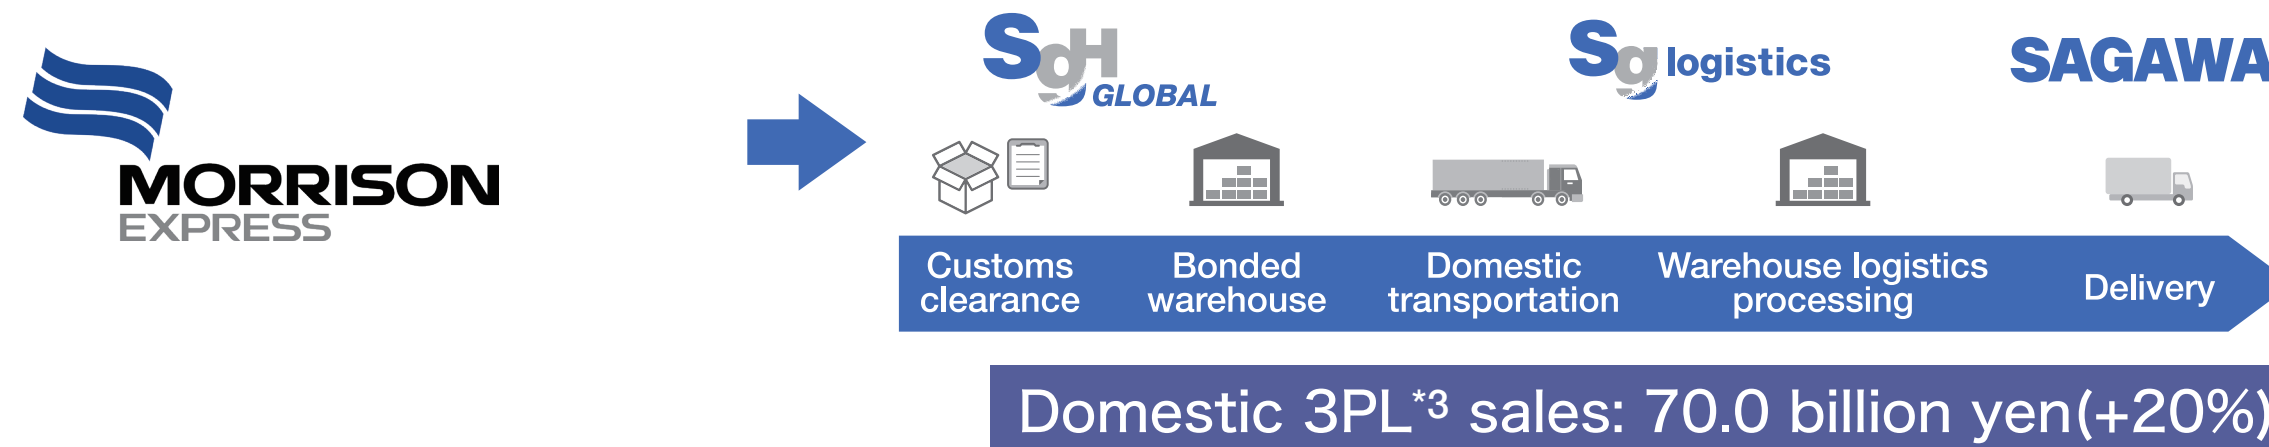 MORRISON
EXPRESS
SgH
GLOBAL
Sg logistics
SAGAWA
Customs
clearance
Bonded
warehouse
Domestic
transportation
Warehouse logistics
processing
Delivery
Domestic 3PL*3 sales: 70.0 billion yen(+20%)